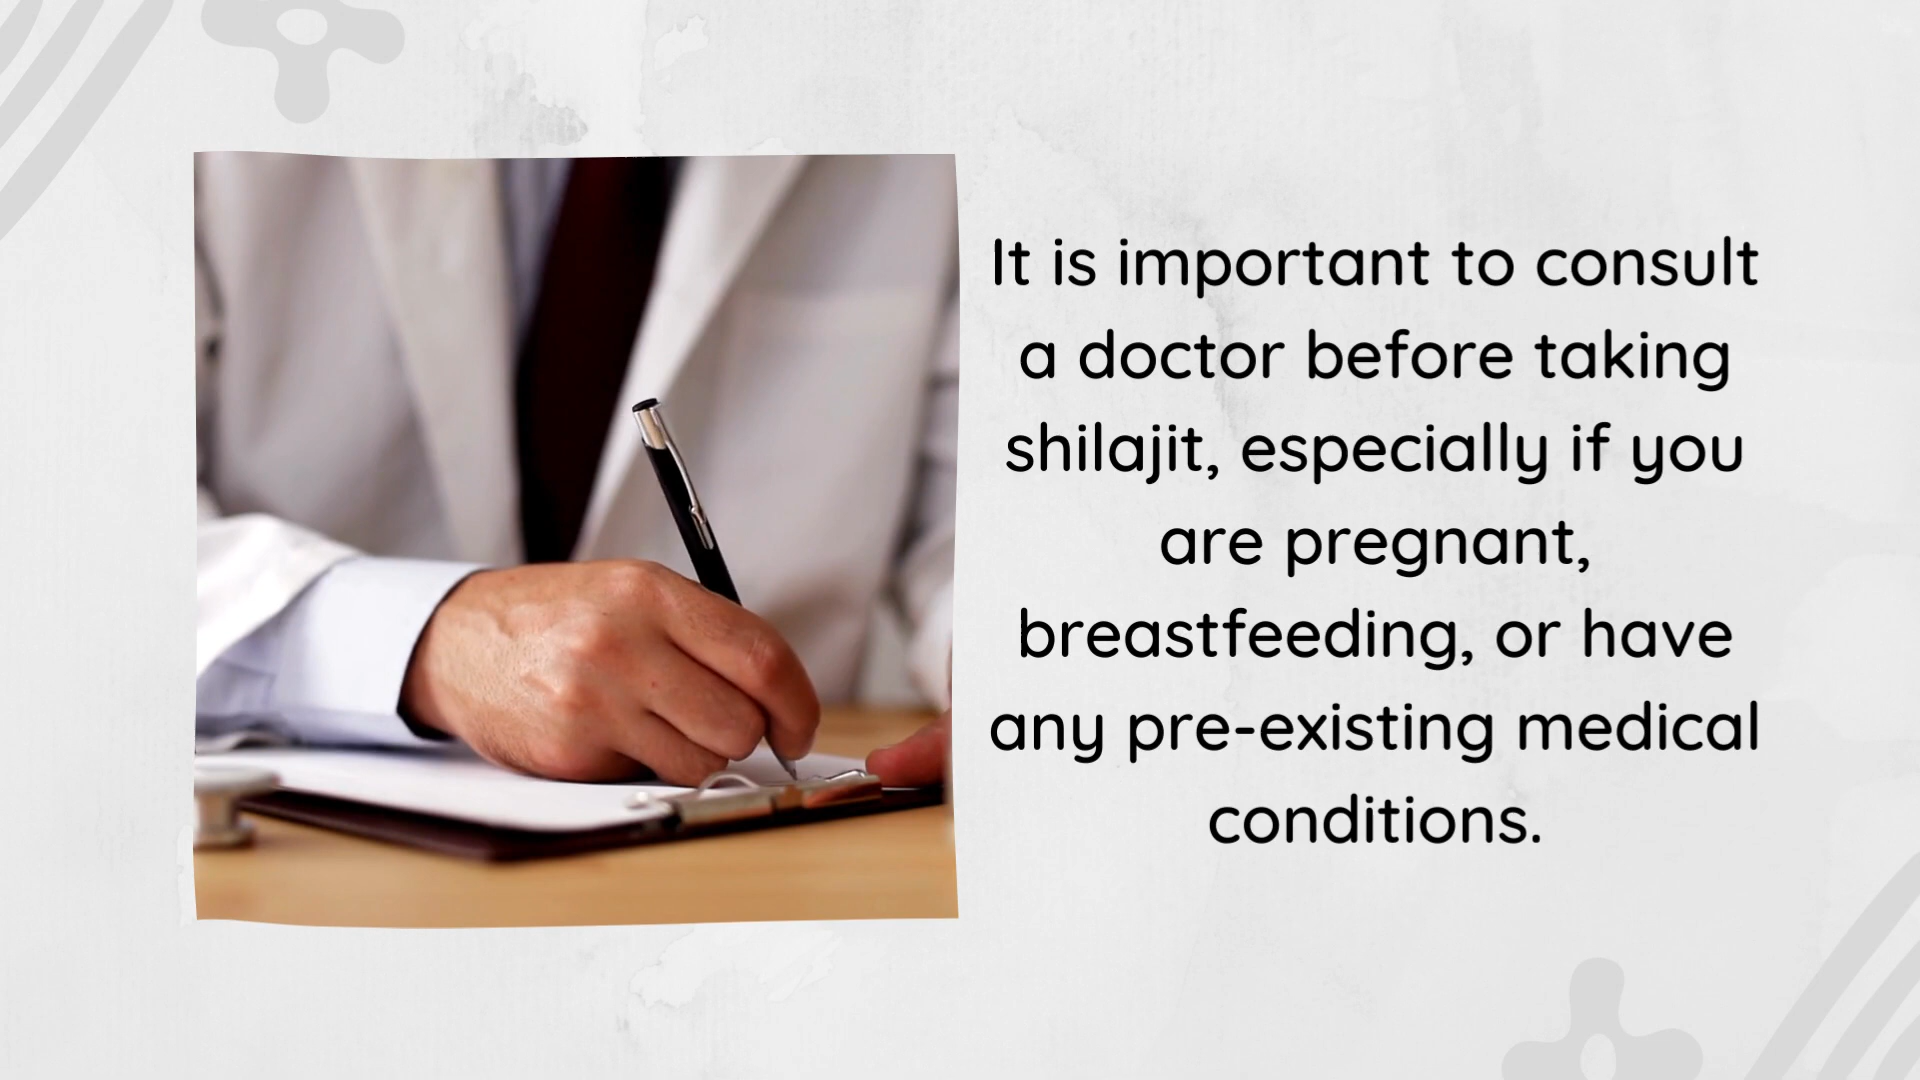 It is important to consult
a doctor before taking
shilajit, especially if you
are pregnant,
breastfeeding, or have
any pre-existing medical
conditions.